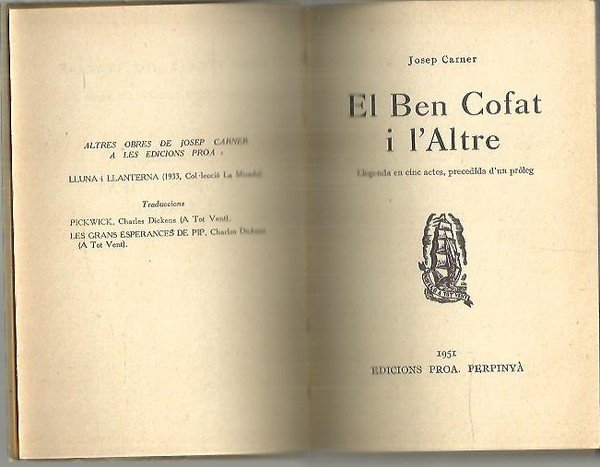 ALTRES OBRES DE JOSEP CARNER
A LES EDICIONS PROA :
LLUNA i LLANTERNA (1933, Col·lecció La Mirada)
Traduccions
PICKWICK, Charles Dickens (A Tot Vent).
LES GRANS ESPERANCES DE PIP, Charles Dickens
(A Tot Vent).
Josep Carner
El Ben Cofat
i l'Altre
Llegenda en cinc actes, precedida d'un pròleg
A TOT VENT
1951
EDICIONS PROA. PERPINYÀ